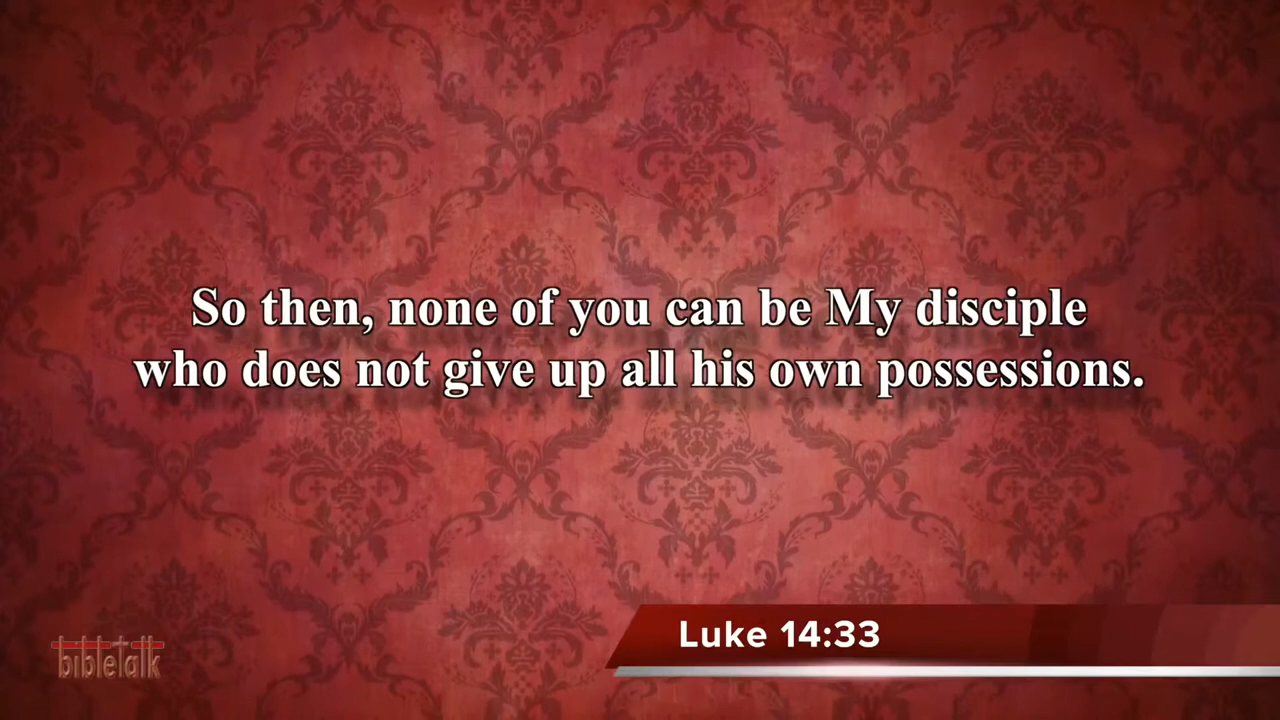 So then, none of you can be My disciple
who does not give up all his own possessions.
Luke 14:33
bibletalk